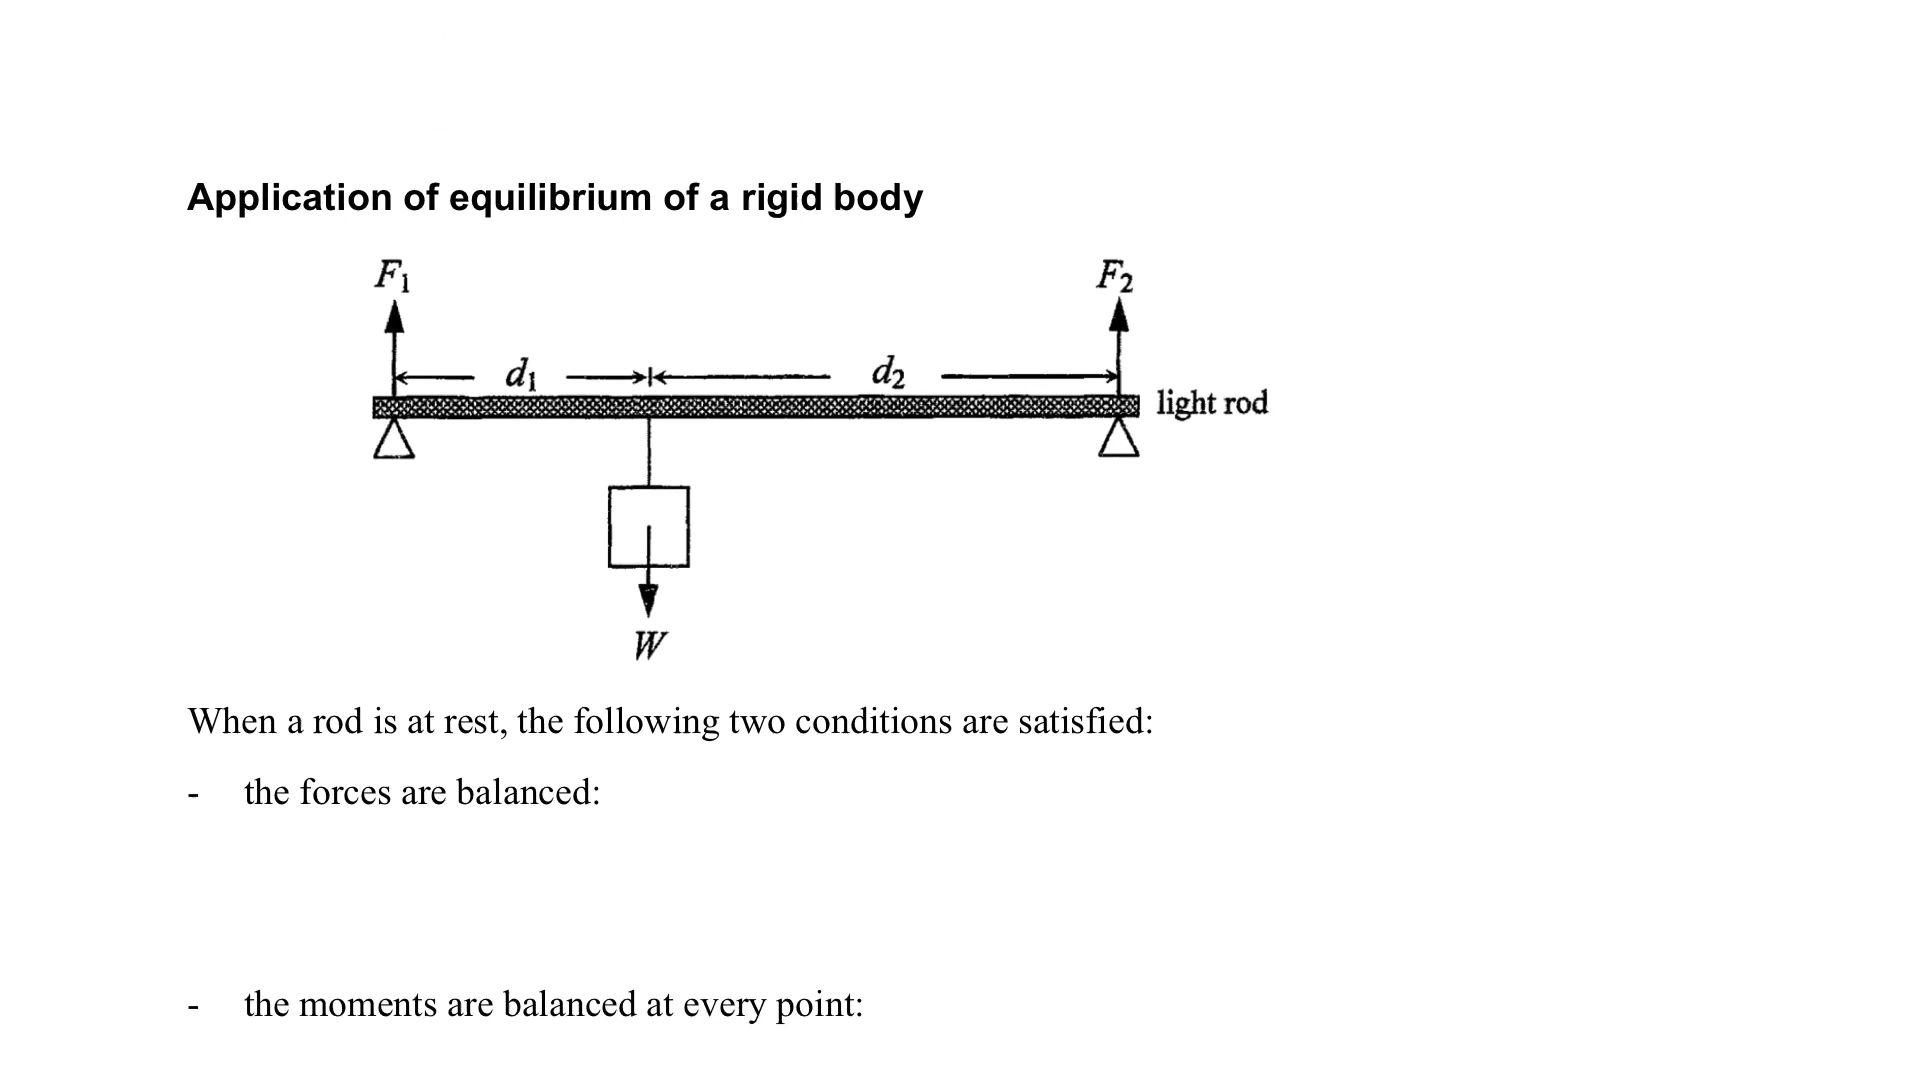 Application of equilibrium of a rigid body
F₁ F₂
d₁ d₂
light rod
W
When a rod is at rest, the following two conditions are satisfied:
- the forces are balanced:
- the moments are balanced at every point: